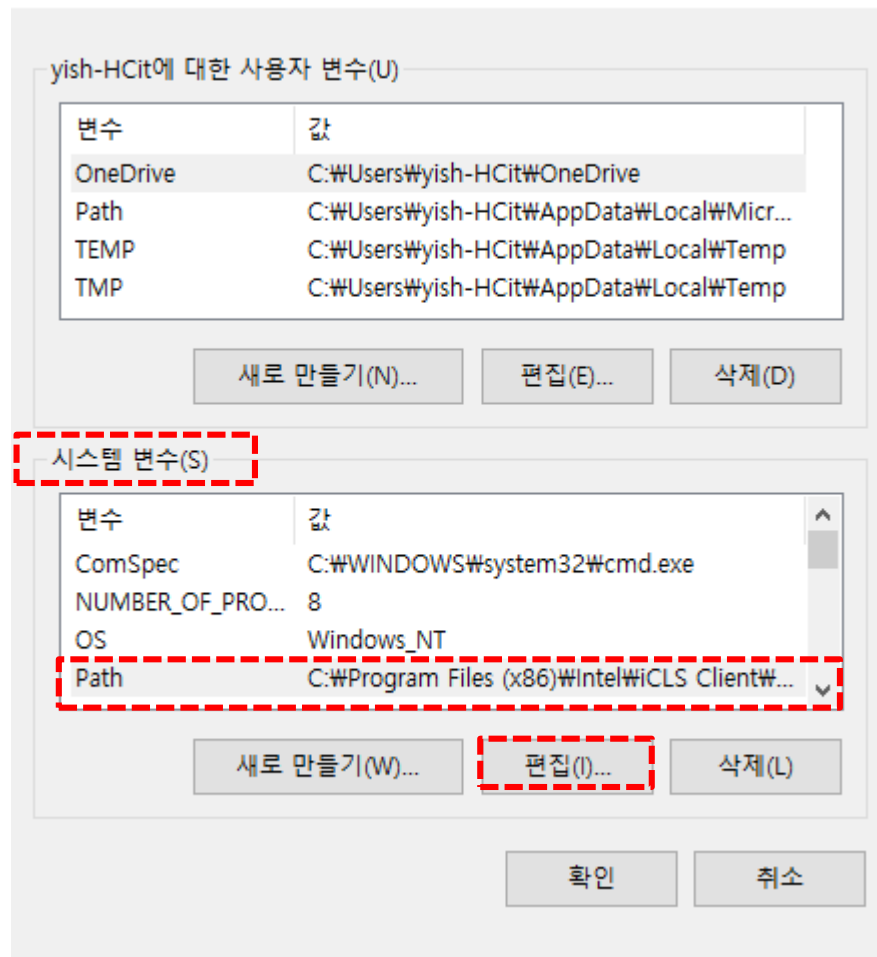 yish-HCit에 대한 사용자 변수(U)
변수 값
OneDrive C:₩Users₩yish-HCit₩OneDrive
Path C:₩Users₩yish-HCit₩AppData₩Local₩Micr...
TEMP C:₩Users₩yish-HCit₩AppData₩Local₩Temp
TMP C:₩Users₩yish-HCit₩AppData₩Local₩Temp
새로 만들기(N)... 편집(E)... 삭제(D)
시스템 변수(S)
변수 값
ComSpec C:₩WINDOWS₩system32₩cmd.exe
NUMBER_OF_PRO... 8
OS Windows_NT
Path C:₩Program Files (x86)₩Intel₩iCLS Client₩...
새로 만들기(W)... 편집(I)... 삭제(L)
확인 취소